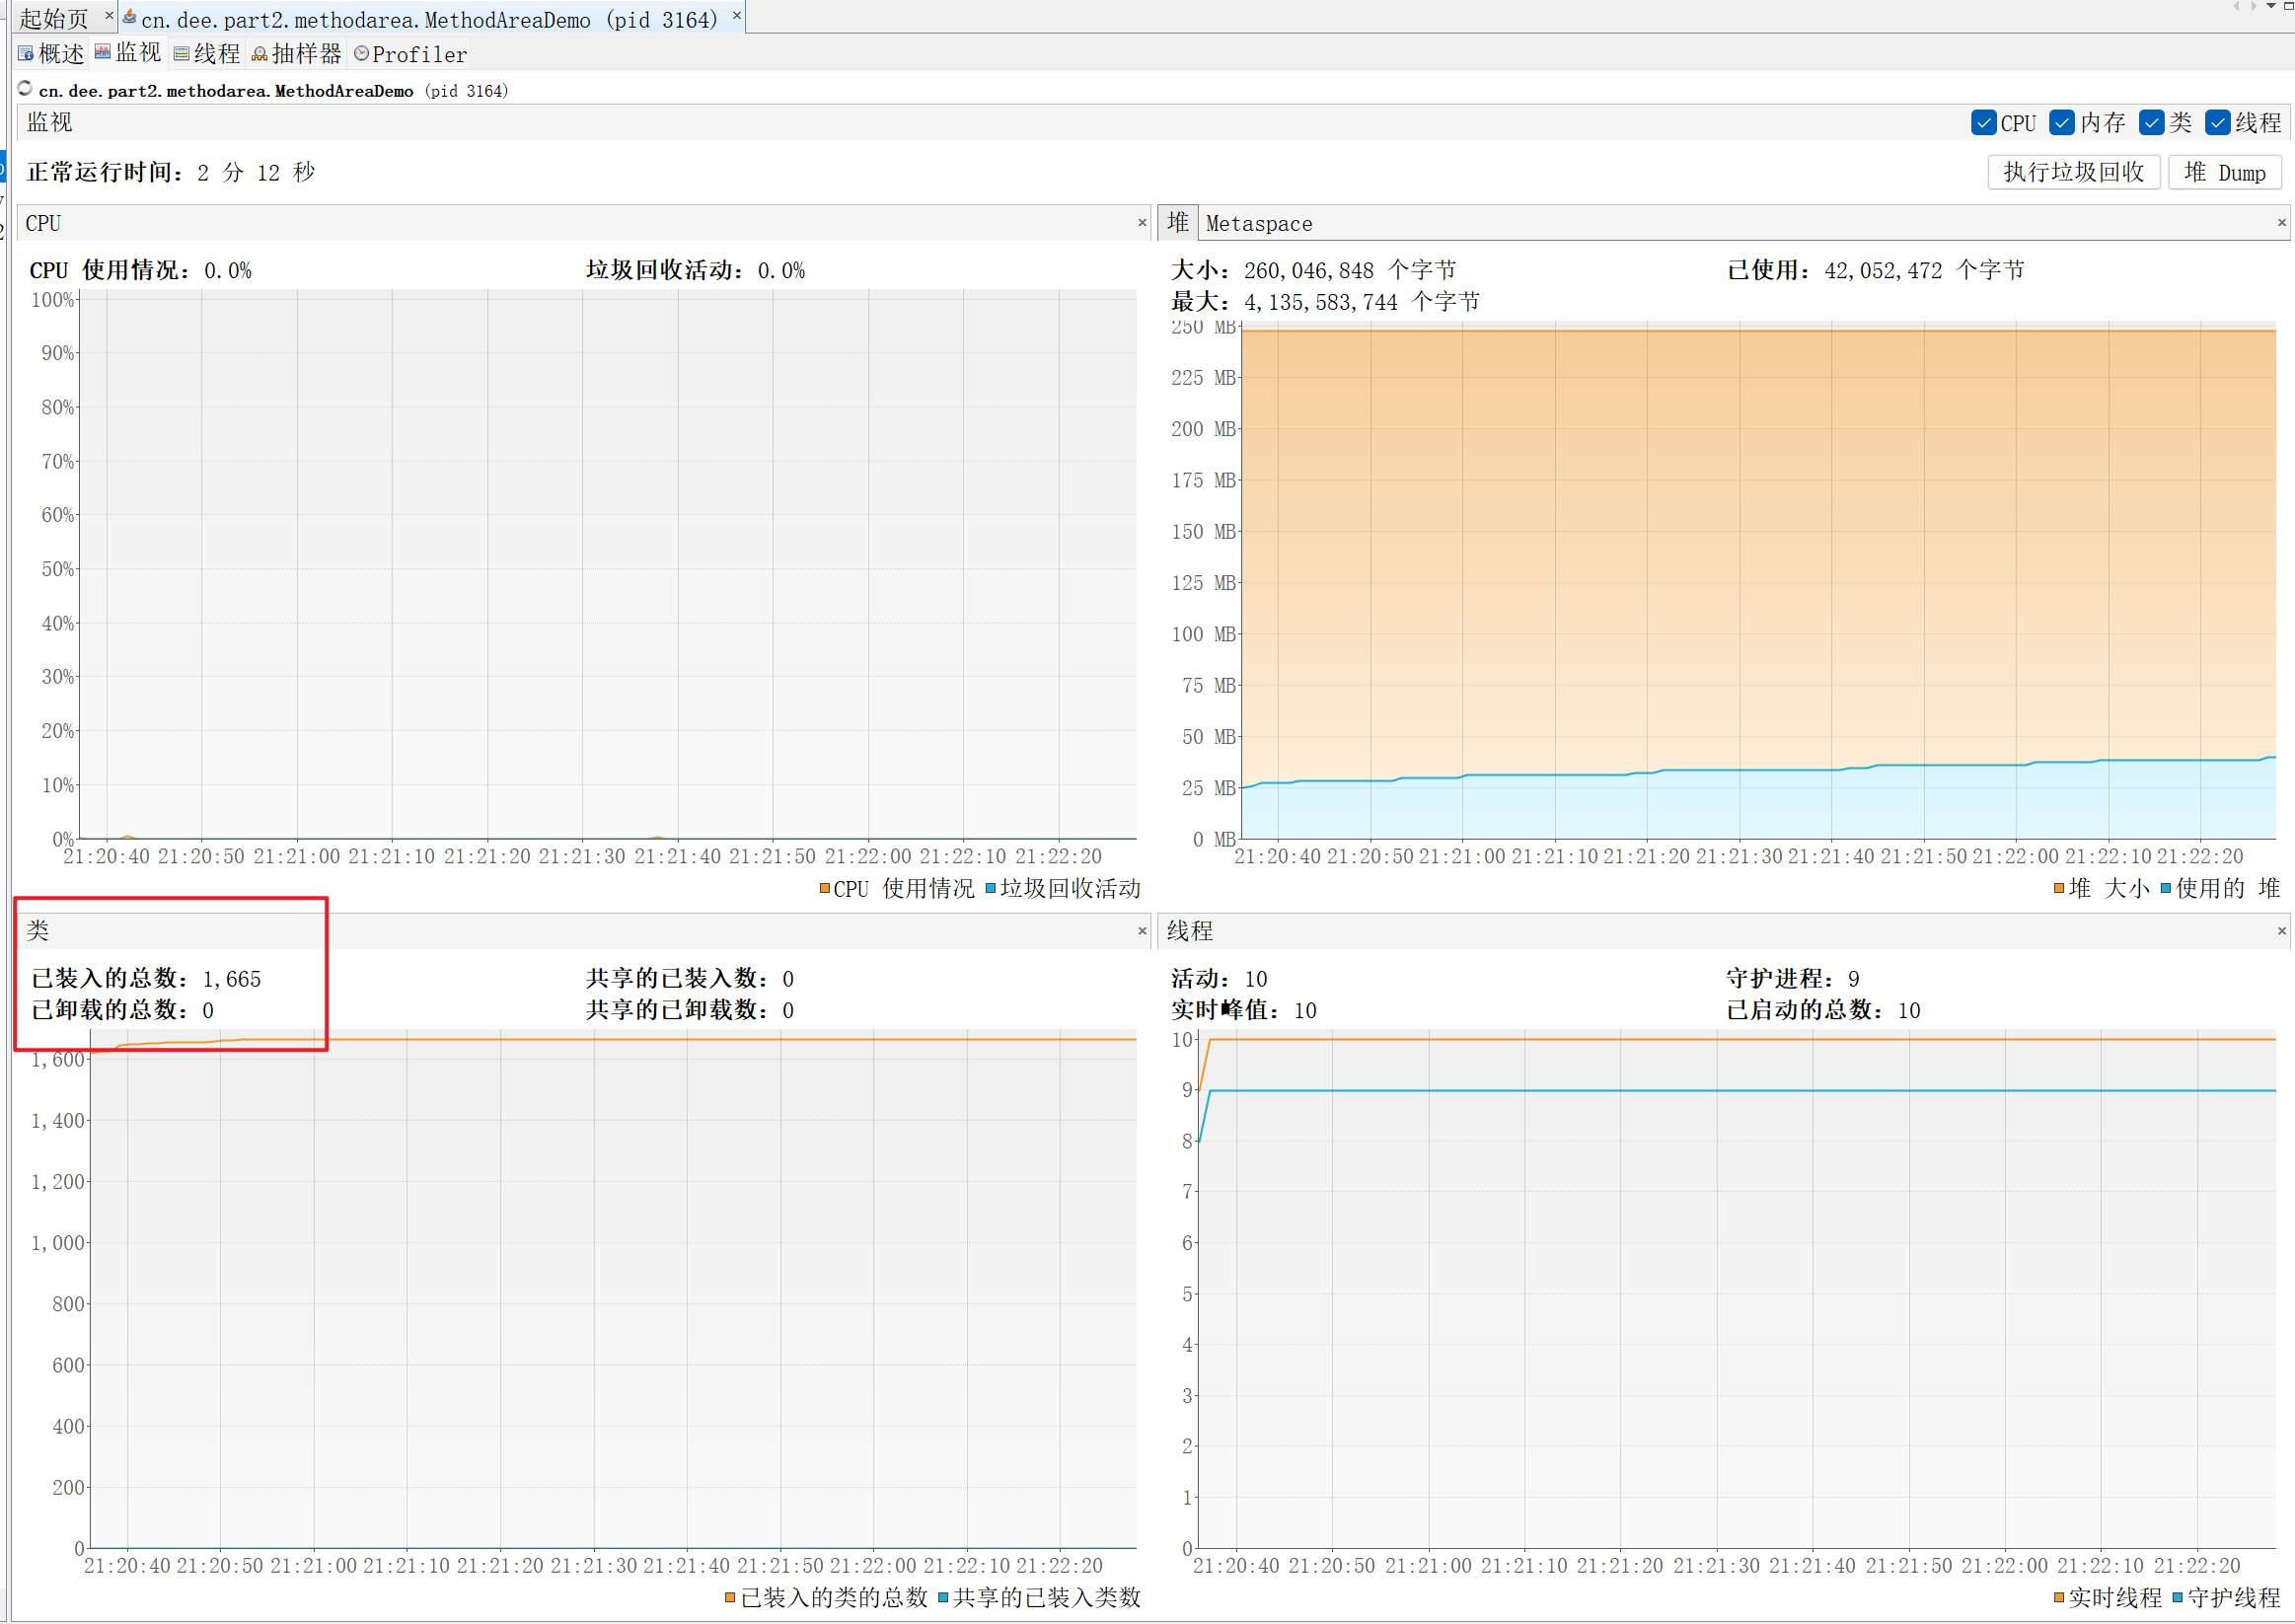 起始页 × cn.dee.part2.methodarea.MethodAreaDemo (pid 3164) ×
概述 监视 线程 抽样器 Profiler
cn.dee.part2.methodarea.MethodAreaDemo (pid 3164)
监视 CPU 内存 类 线程
正常运行时间: 2 分 12 秒 执行垃圾回收 堆 Dump
CPU ×
CPU 使用情况: 0.0% 垃圾回收活动: 0.0%
100%
90%
80%
70%
60%
50%
40%
30%
20%
10%
0%
21:20:40 21:20:50 21:21:00 21:21:10 21:21:20 21:21:30 21:21:40 21:21:50 21:22:00 21:22:10 21:22:20
CPU 使用情况 垃圾回收活动
堆 Metaspace ×
大小: 260,046,848 个字节 已使用: 42,052,472 个字节
最大: 4,135,583,744 个字节
250 MB
225 MB
200 MB
175 MB
150 MB
125 MB
100 MB
75 MB
50 MB
25 MB
0 MB
21:20:40 21:20:50 21:21:00 21:21:10 21:21:20 21:21:30 21:21:40 21:21:50 21:22:00 21:22:10 21:22:20
堆 大小 使用的 堆
类 ×
已装入的总数: 1,665 共享的已装入数: 0
已卸载的总数: 0 共享的已卸载数: 0
1,600
1,400
1,200
1,000
800
600
400
200
0
21:20:40 21:20:50 21:21:00 21:21:10 21:21:20 21:21:30 21:21:40 21:21:50 21:22:00 21:22:10 21:22:20
已装入的类的总数 共享的已装入类数
线程 ×
活动: 10 守护进程: 9
实时峰值: 10 已启动的总数: 10
10
9
8
7
6
5
4
3
2
1
0
21:20:40 21:20:50 21:21:00 21:21:10 21:21:20 21:21:30 21:21:40 21:21:50 21:22:00 21:22:10 21:22:20
实时线程 守护线程